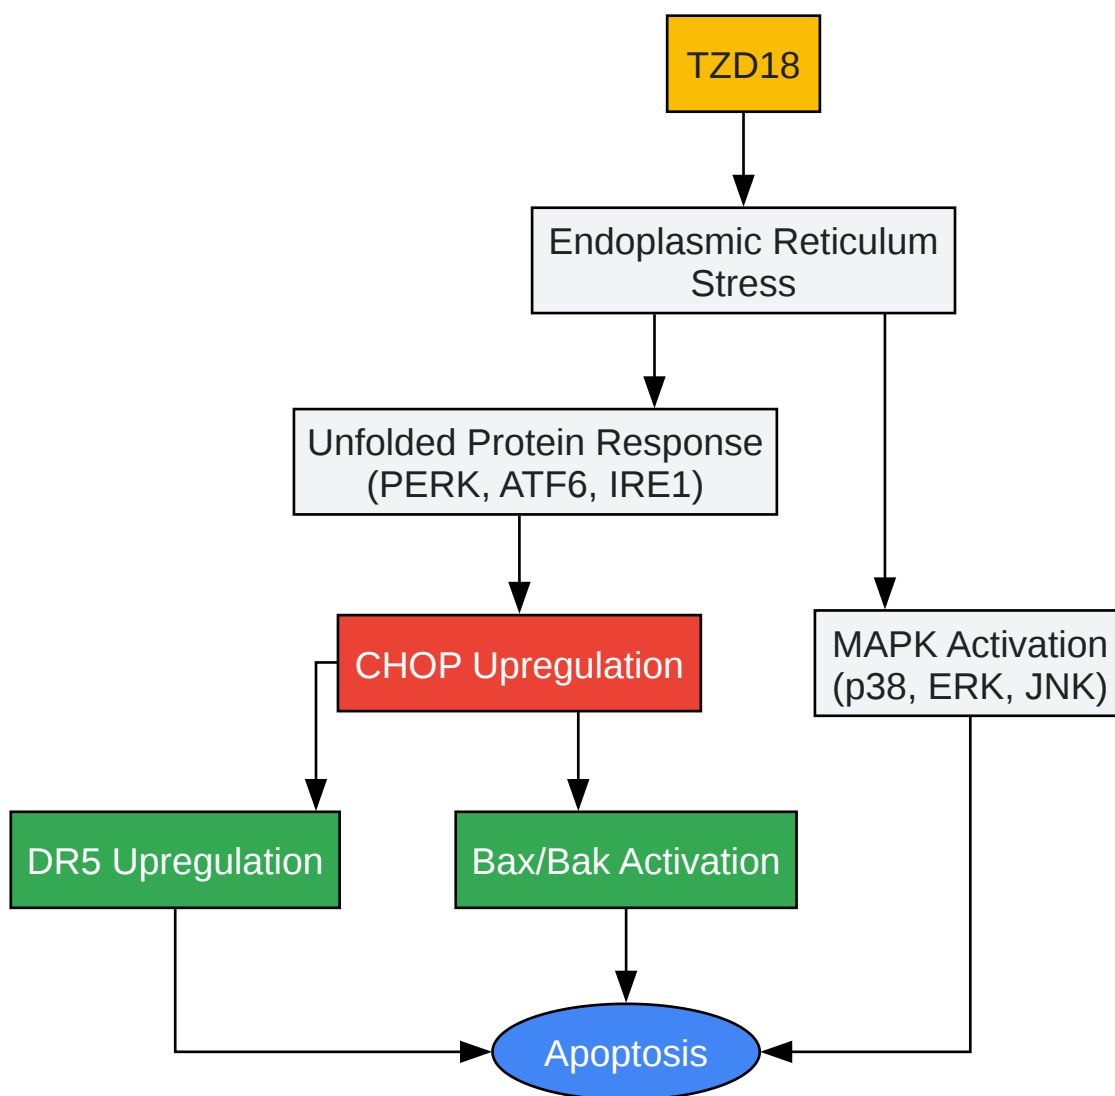 TZD18
Endoplasmic Reticulum
Stress
Unfolded Protein Response
(PERK, ATF6, IRE1)
CHOP Upregulation
MAPK Activation
(p38, ERK, JNK)
DR5 Upregulation
Bax/Bak Activation
Apoptosis